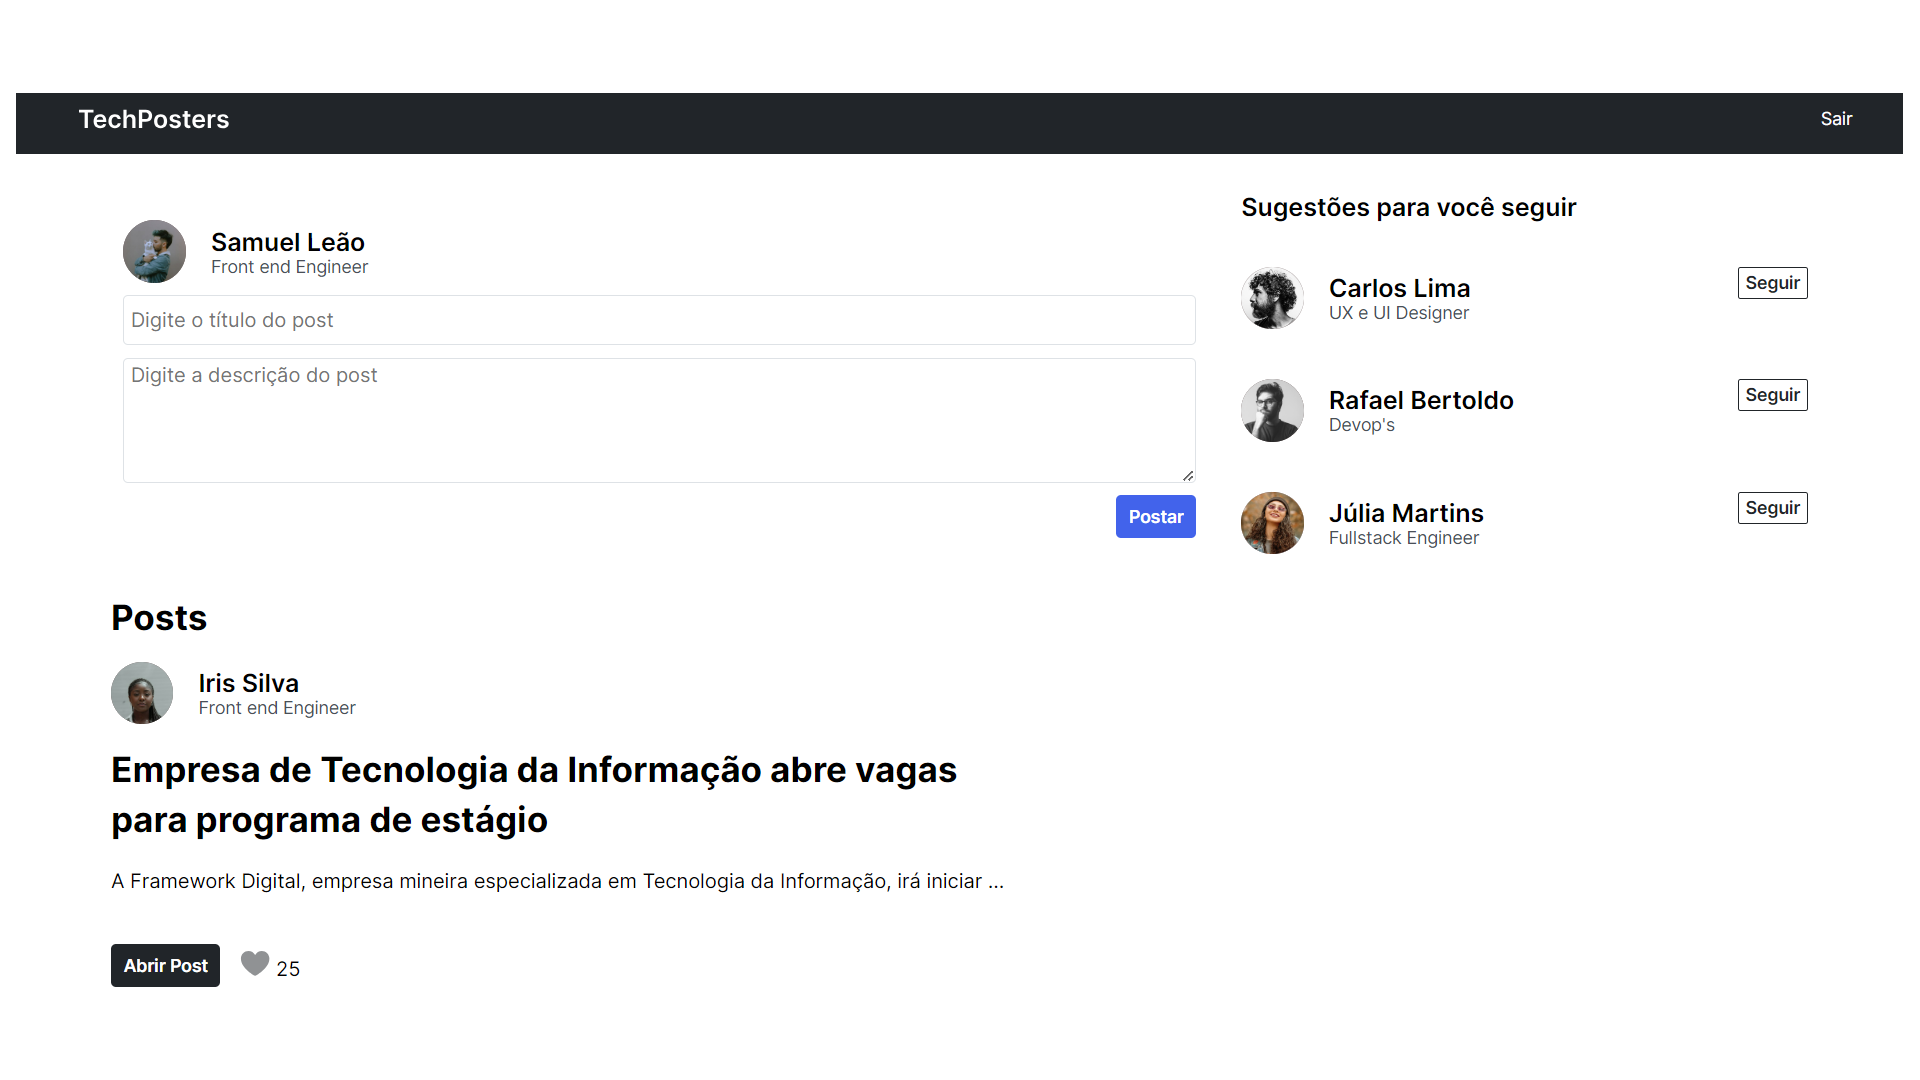 TechPosters
Sair
Samuel Leão
Front end Engineer
Digite o título do post
Digite a descrição do post
Postar
Sugestões para você seguir
Carlos Lima
UX e UI Designer
Seguir
Rafael Bertoldo
Devop's
Seguir
Júlia Martins
Fullstack Engineer
Seguir
Posts
Iris Silva
Front end Engineer
Empresa de Tecnologia da Informação abre vagas
para programa de estágio
A Framework Digital, empresa mineira especializada em Tecnologia da Informação, irá iniciar ...
Abrir Post
25